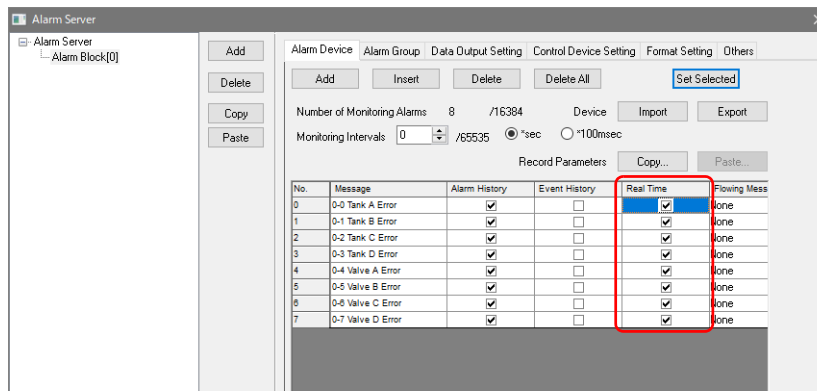 Alarm Server
Alarm Server
Alarm Block[0]
Add
Delete
Copy
Paste
Alarm Device Alarm Group Data Output Setting Control Device Setting Format Setting Others
Add Insert Delete Delete All Set Selected
Number of Monitoring Alarms 8 /16384 Device Import Export
Monitoring Intervals 0 /65535 *sec *100msec
Record Parameters Copy... Paste...
No. Message Alarm History Event History Real Time Flowing Mess
0 0-0 Tank A Error None
1 0-1 Tank B Error None
2 0-2 Tank C Error None
3 0-3 Tank D Error None
4 0-4 Valve A Error None
5 0-5 Valve B Error None
6 0-6 Valve C Error None
7 0-7 Valve D Error None